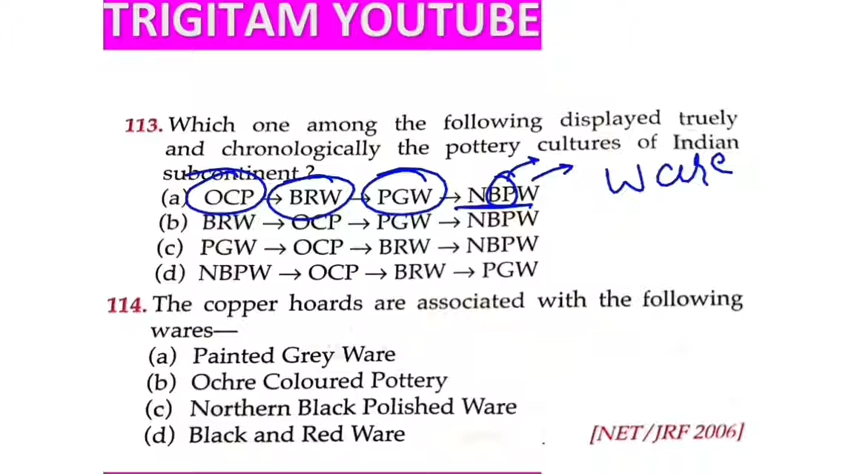 TRIGITAM YOUTUBE
113. Which one among the following displayed truely
and chronologically the pottery cultures of Indian
subcontinent ?
(a) OCP → BRW → PGW → NBPW
ware
(b) BRW → OCP → PGW → NBPW
(c) PGW → OCP → BRW → NBPW
(d) NBPW → OCP → BRW → PGW
114. The copper hoards are associated with the following
wares—
(a) Painted Grey Ware
(b) Ochre Coloured Pottery
(c) Northern Black Polished Ware
(d) Black and Red Ware
[NET/JRF 2006]